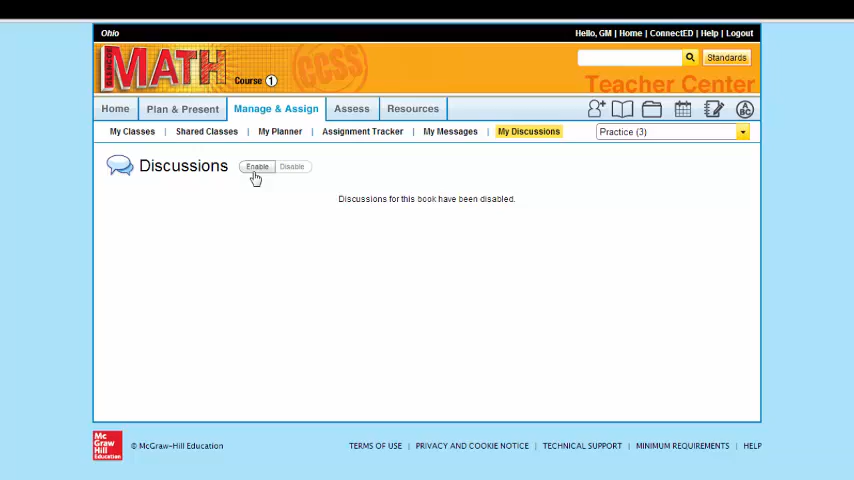 Ohio
Hello, GM | Home | ConnectED | Help | Logout
GLENCOE
MATH
Course 1
CCSS
Standards
Teacher Center
Home
Plan & Present
Manage & Assign
Assess
Resources
ABC
My Classes | Shared Classes | My Planner | Assignment Tracker | My Messages | My Discussions
Practice (3)
Discussions
Enable
Disable
Discussions for this book have been disabled.
Mc Graw Hill Education
© McGraw-Hill Education
TERMS OF USE | PRIVACY AND COOKIE NOTICE | TECHNICAL SUPPORT | MINIMUM REQUIREMENTS | HELP